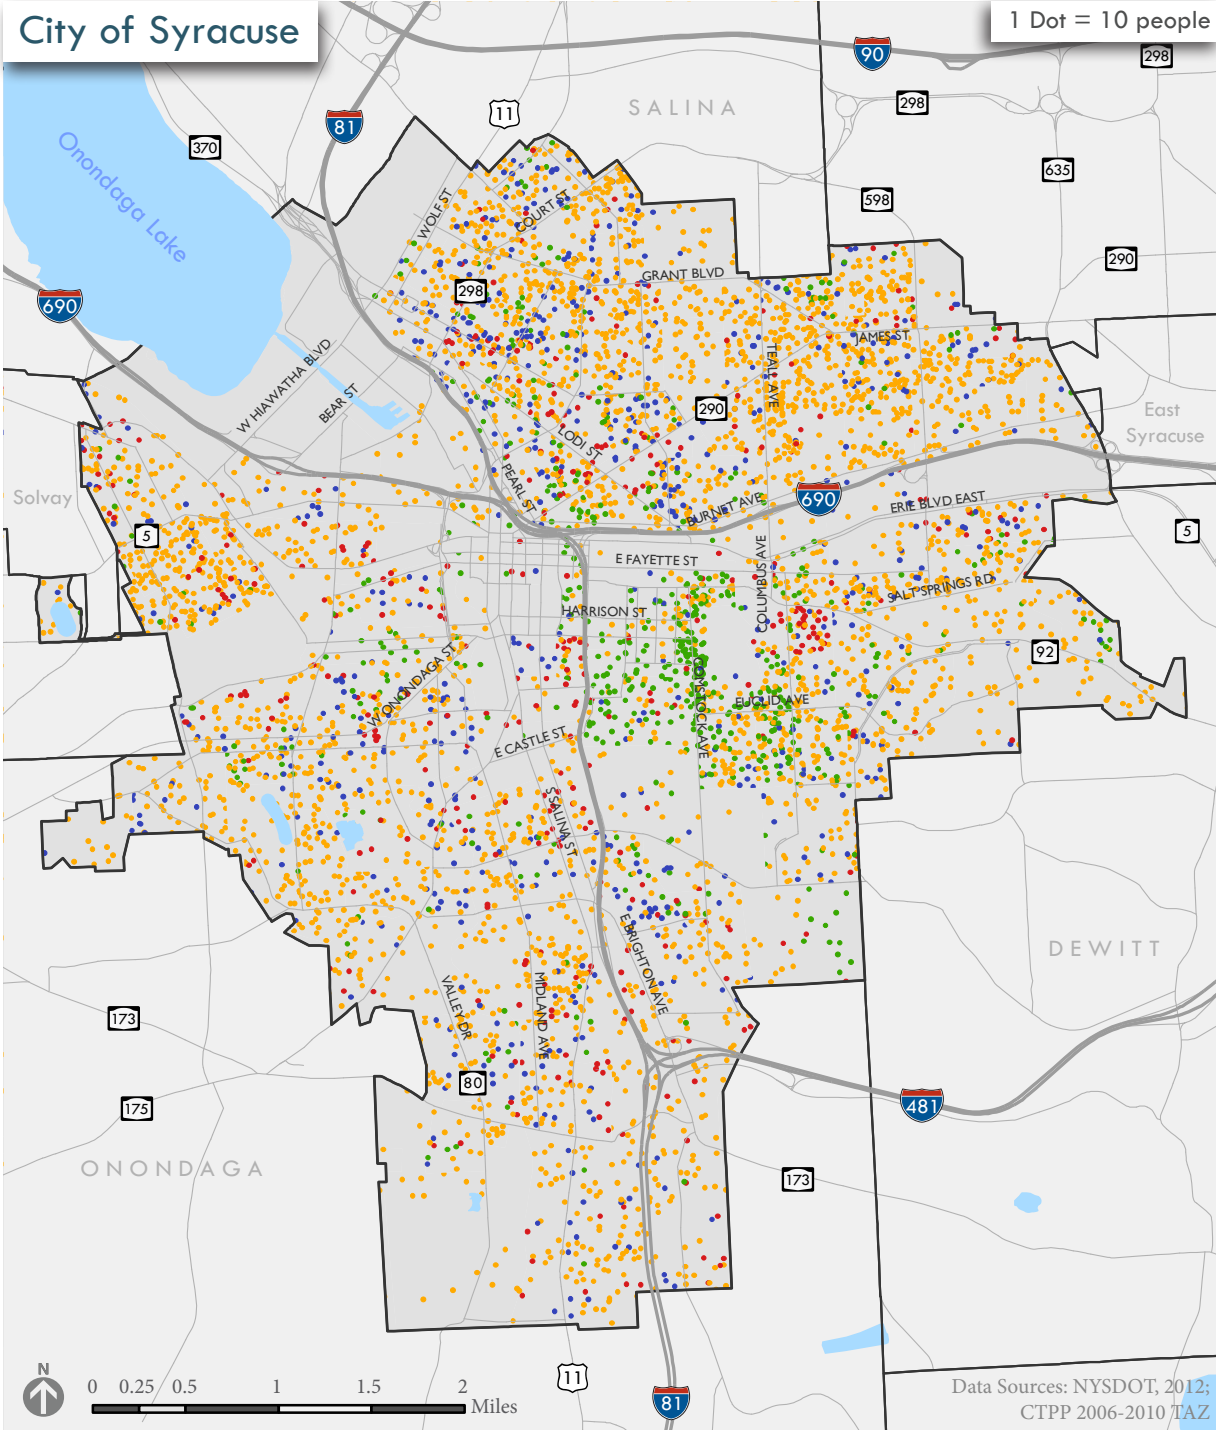 City of Syracuse
1 Dot = 10 people
90
298
11
SALINA
298
81
370
635
Onondaga Lake
598
WOLF ST
COURT ST
290
GRANT BLVD
298
690
JAMES ST
TEALL AVE
W HIAWATHA BLVD
BEAR ST
290
East
Syracuse
LODI ST
Solvay
PEARL ST
690
BURNET AVE
ERIE BLVD EAST
5
5
E FAYETTE ST
COLUMBUS AVE
SALT SPRINGS RD
HARRISON ST
92
W ONONDAGA ST
COMSTOCK AVE
EUCLID AVE
E CASTLE ST
S SALINA ST
E BRIGHTON AVE
DEWITT
VALLEY DR
MIDLAND AVE
173
80
481
175
ONONDAGA
173
N
0 0.25 0.5 1 1.5 2
Miles
11
81
Data Sources: NYSDOT, 2012;
CTPP 2006-2010 TAZ